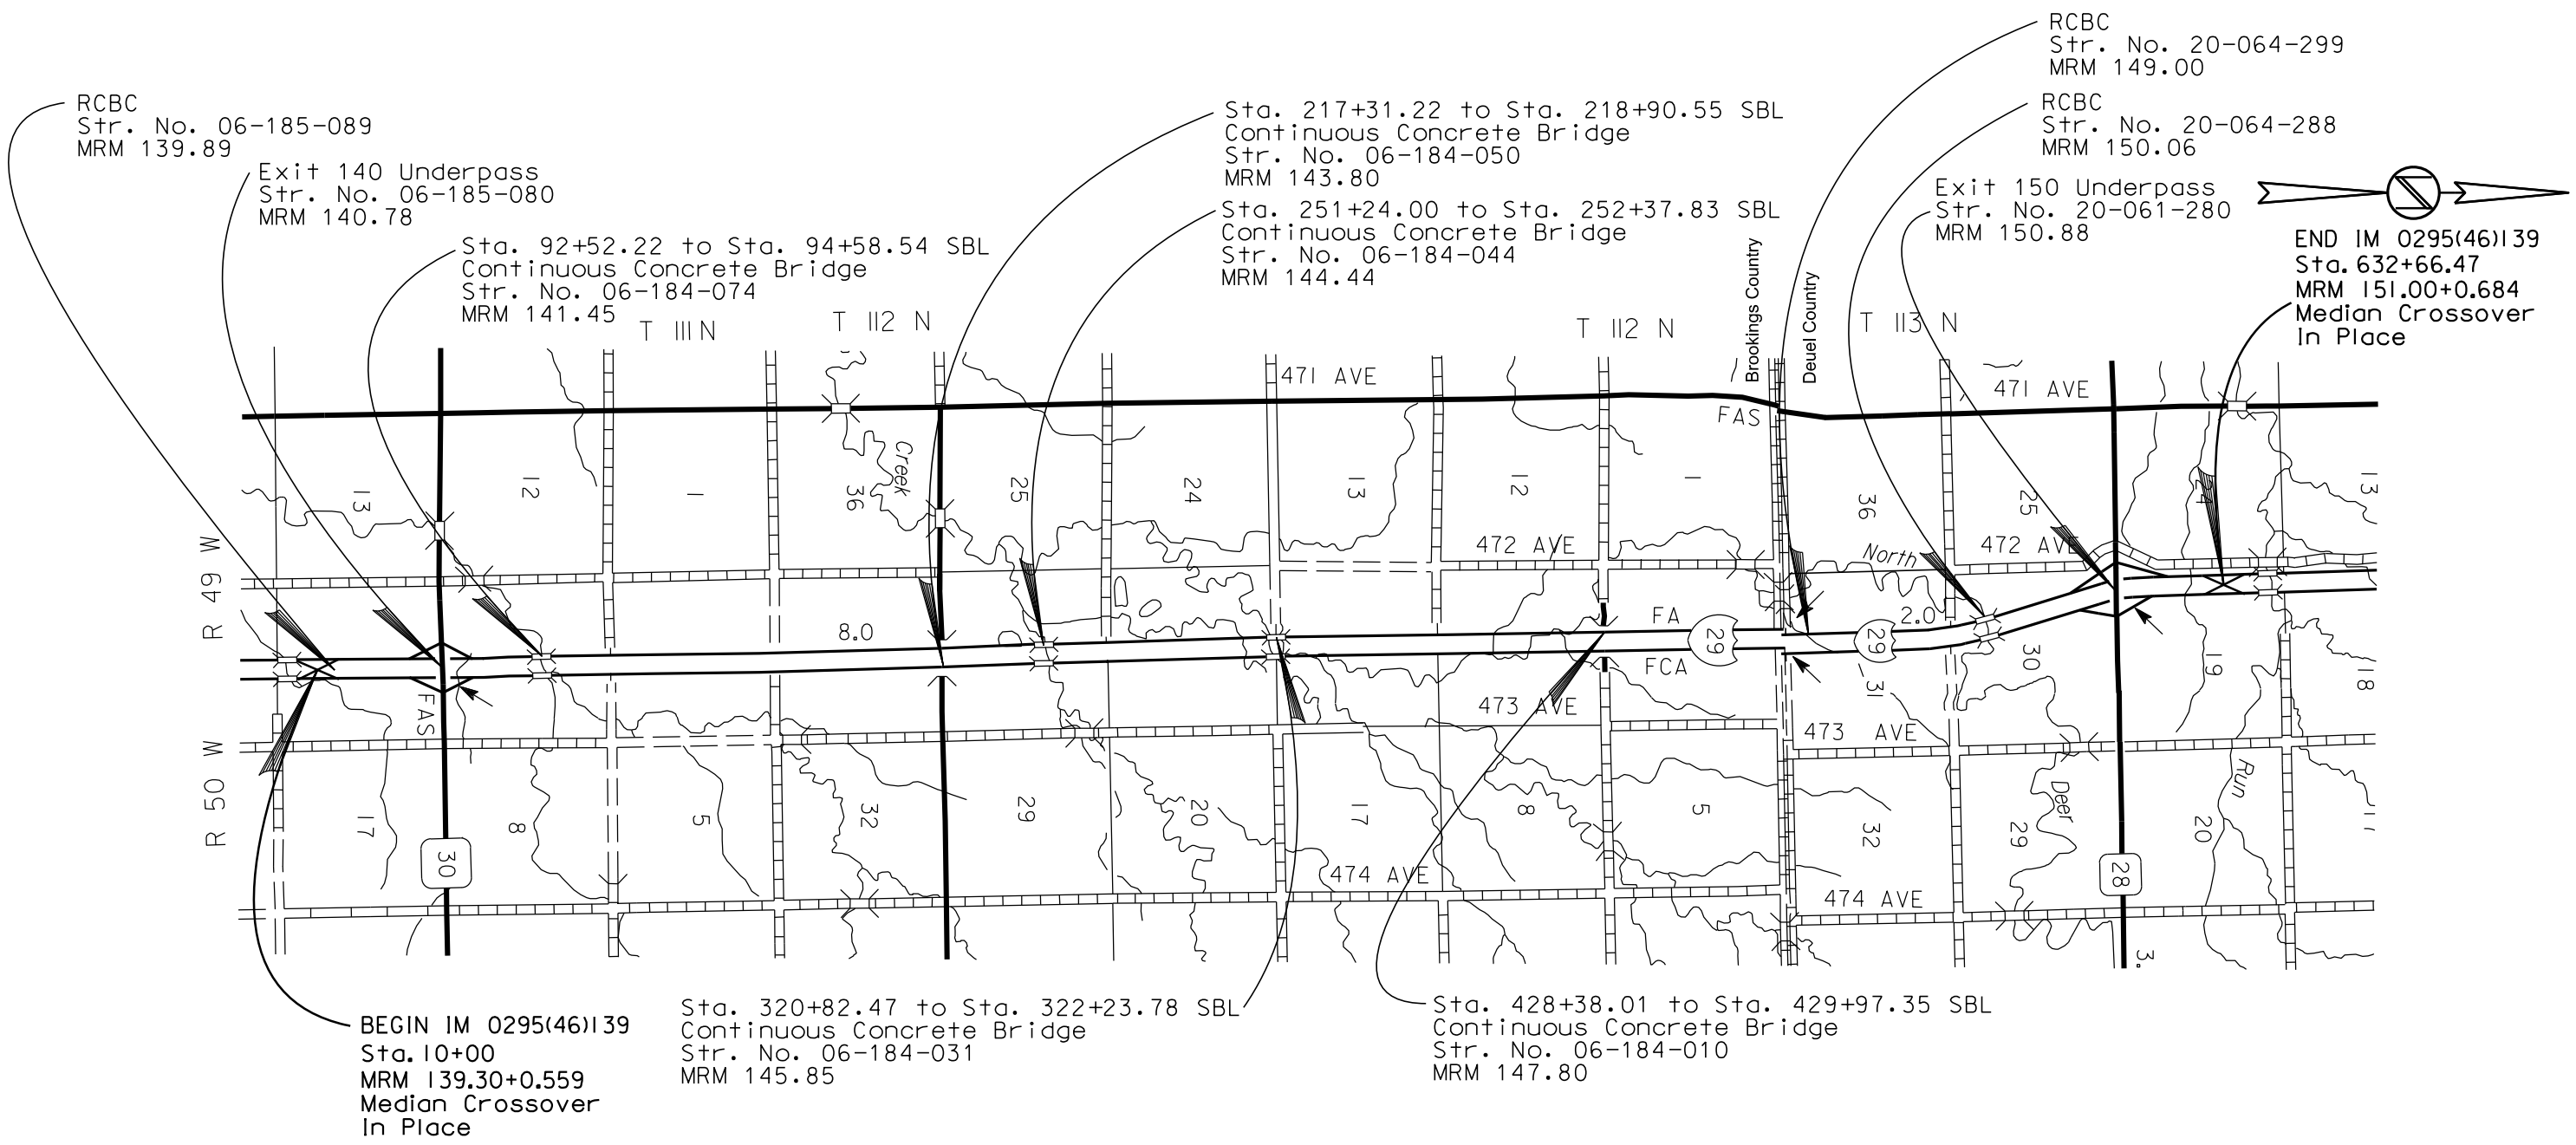 RCBC
Str. No. 06-185-089
MRM 139.89
Exit 140 Underpass
Str. No. 06-185-080
MRM 140.78
Sta. 92+52.22 to Sta. 94+58.54 SBL
Continuous Concrete Bridge
Str. No. 06-184-074
MRM 141.45
Sta. 217+31.22 to Sta. 218+90.55 SBL
Continuous Concrete Bridge
Str. No. 06-184-050
MRM 143.80
Sta. 251+24.00 to Sta. 252+37.83 SBL
Continuous Concrete Bridge
Str. No. 06-184-044
MRM 144.44
RCBC
Str. No. 20-064-299
MRM 149.00
RCBC
Str. No. 20-064-288
MRM 150.06
Exit 150 Underpass
Str. No. 20-061-280
MRM 150.88
N
END IM 0295(46)139
Sta. 632+66.47
MRM 151.00+0.684
Median Crossover
In Place
Brookings Country
Deuel Country
T 111 N
T 112 N
T 112 N
T 113 N
471 AVE
471 AVE
FAS
13
12
1
36
Creek
25
24
13
12
1
36
25
24
13
R 49 W
472 AVE
North
472 AVE
8.0
FA
29
2.0
29
FCA
30
19
18
31
FAS
473 AVE
473 AVE
R 50 W
17
8
5
32
29
20
17
8
5
32
29
Deer
20
Run
17
30
28
474 AVE
474 AVE
3.
BEGIN IM 0295(46)139
Sta. 10+00
MRM 139.30+0.559
Median Crossover
In Place
Sta. 320+82.47 to Sta. 322+23.78 SBL
Continuous Concrete Bridge
Str. No. 06-184-031
MRM 145.85
Sta. 428+38.01 to Sta. 429+97.35 SBL
Continuous Concrete Bridge
Str. No. 06-184-010
MRM 147.80